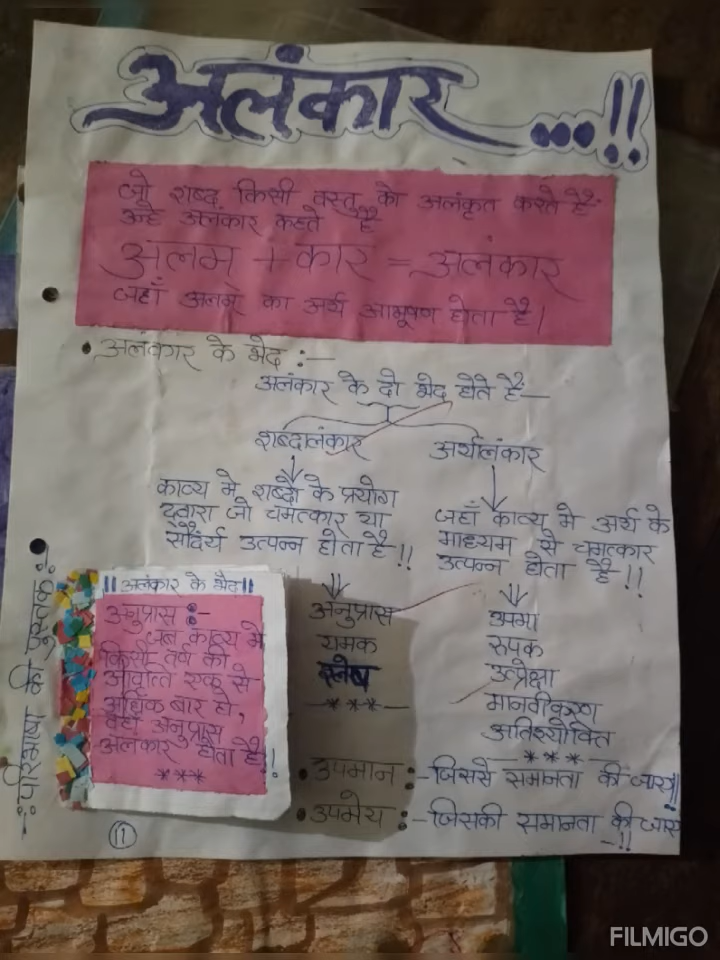 अलंकार ...!!
जो शब्द किसी वस्तु को अलंकृत करते हैं
उन्हे अलंकार कहते है
अलम + कार = अलंकार
जहाँ अलम् का अर्थ आभूषण होता है।
• अलंकार के भेद :—
अलंकार के दो भेद होते है—
शब्दालंकार
काव्य मे शब्दों के प्रयोग
द्वारा जो चमत्कार या
सौंदर्य उत्पन्न होता है !!
अनुप्रास
यमक
श्लेष
—***—
अर्थालंकार
जहाँ काव्य मे अर्थ के
माध्यम से चमत्कार
उत्पन्न होता है !!
रुपक
उत्प्रेक्षा
मानवीकरण
अतिश्योक्ति
—***—
-: परिभाषा की पुस्तक :-
|| अलंकार के भेद ||
अनुप्रास :-
जब काव्य मे
किसी वर्ण की
आवृत्ति एक से
अधिक बार हो,
वहाँ अनुप्रास
अलंकार होता है !!
***
• उपमान :- जिससे समानता की जाए||
• उपमेय :- जिसकी समानता की जाए
-!!
11
FILMIGO